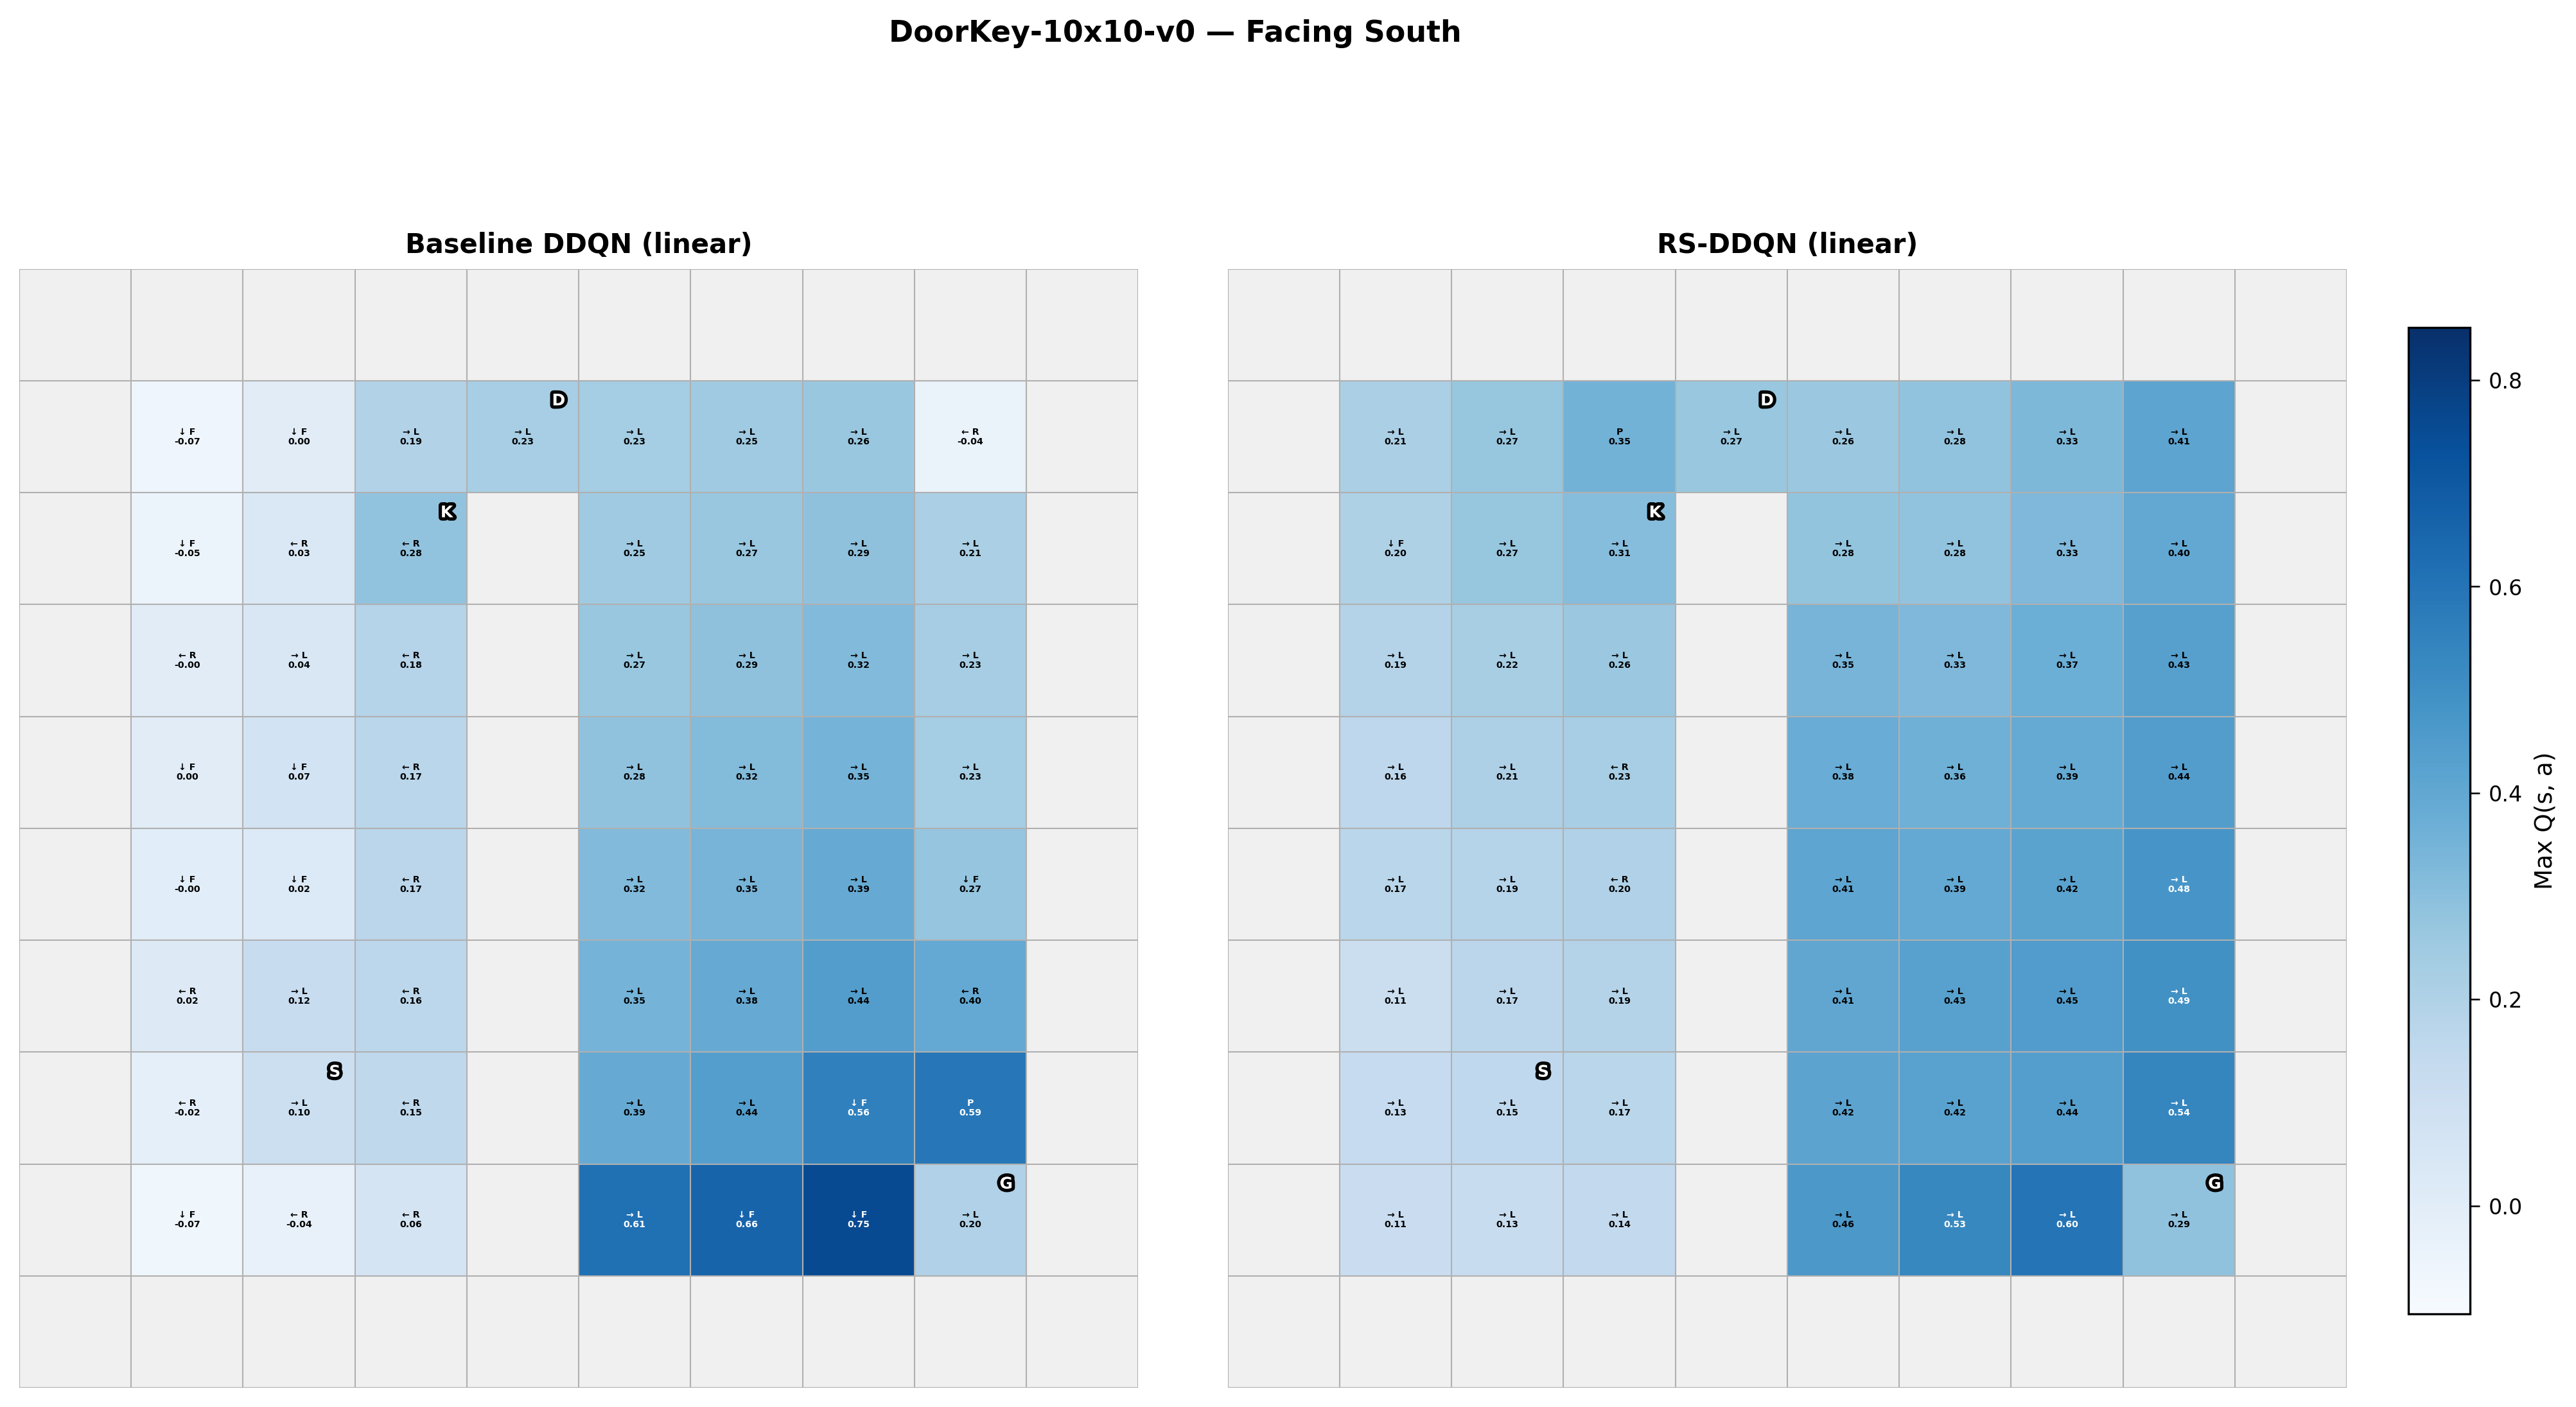 DoorKey-10x10-v0 — Facing South
Baseline DDQN (linear)
D
↓ F → L → L → L → L → L ← R
↓ F
-0.07 0.00 0.19 0.23 0.23 0.25 0.26 -0.04
K
↓ F ← R ← R → L → L → L → L
-0.05 0.03 0.28 0.25 0.27 0.29 0.21
← R → L ← R → L → L → L → L
-0.00 0.04 0.18 0.27 0.29 0.32 0.23
↓ F ↓ F ← R → L → L → L → L
0.00 0.07 0.17 0.28 0.32 0.35 0.23
↓ F ↓ F ← R → L → L → L ↓ F
-0.00 0.02 0.17 0.32 0.35 0.39 0.27
← R → L ← R → L → L → L ← R
0.02 0.12 0.16 0.35 0.38 0.44 0.40
S
← R → L ← R → L → L ↓ F P
-0.02 0.10 0.15 0.39 0.44 0.56 0.59
G
↓ F ← R ← R → L ↓ F ↓ F → L
-0.07 -0.04 0.06 0.61 0.66 0.75 0.20
RS-DDQN (linear)
D
→ L → L P → L → L → L → L → L
0.21 0.27 0.35 0.27 0.26 0.28 0.33 0.41
K
↓ F → L → L → L → L → L → L
0.20 0.27 0.31 0.28 0.28 0.33 0.40
→ L → L → L → L → L → L → L
0.19 0.22 0.26 0.35 0.33 0.37 0.43
→ L → L ← R → L → L → L → L
0.16 0.21 0.23 0.38 0.36 0.39 0.44
→ L → L ← R → L → L → L → L
0.17 0.19 0.20 0.41 0.39 0.42 0.48
→ L → L → L → L → L → L → L
0.11 0.17 0.19 0.41 0.43 0.45 0.49
S
→ L → L → L → L → L → L → L
0.13 0.15 0.17 0.42 0.42 0.44 0.54
G
→ L → L → L → L → L → L → L
0.11 0.13 0.14 0.46 0.53 0.60 0.29
0.8
0.6
0.4
0.2
0.0
Max Q(s, a)